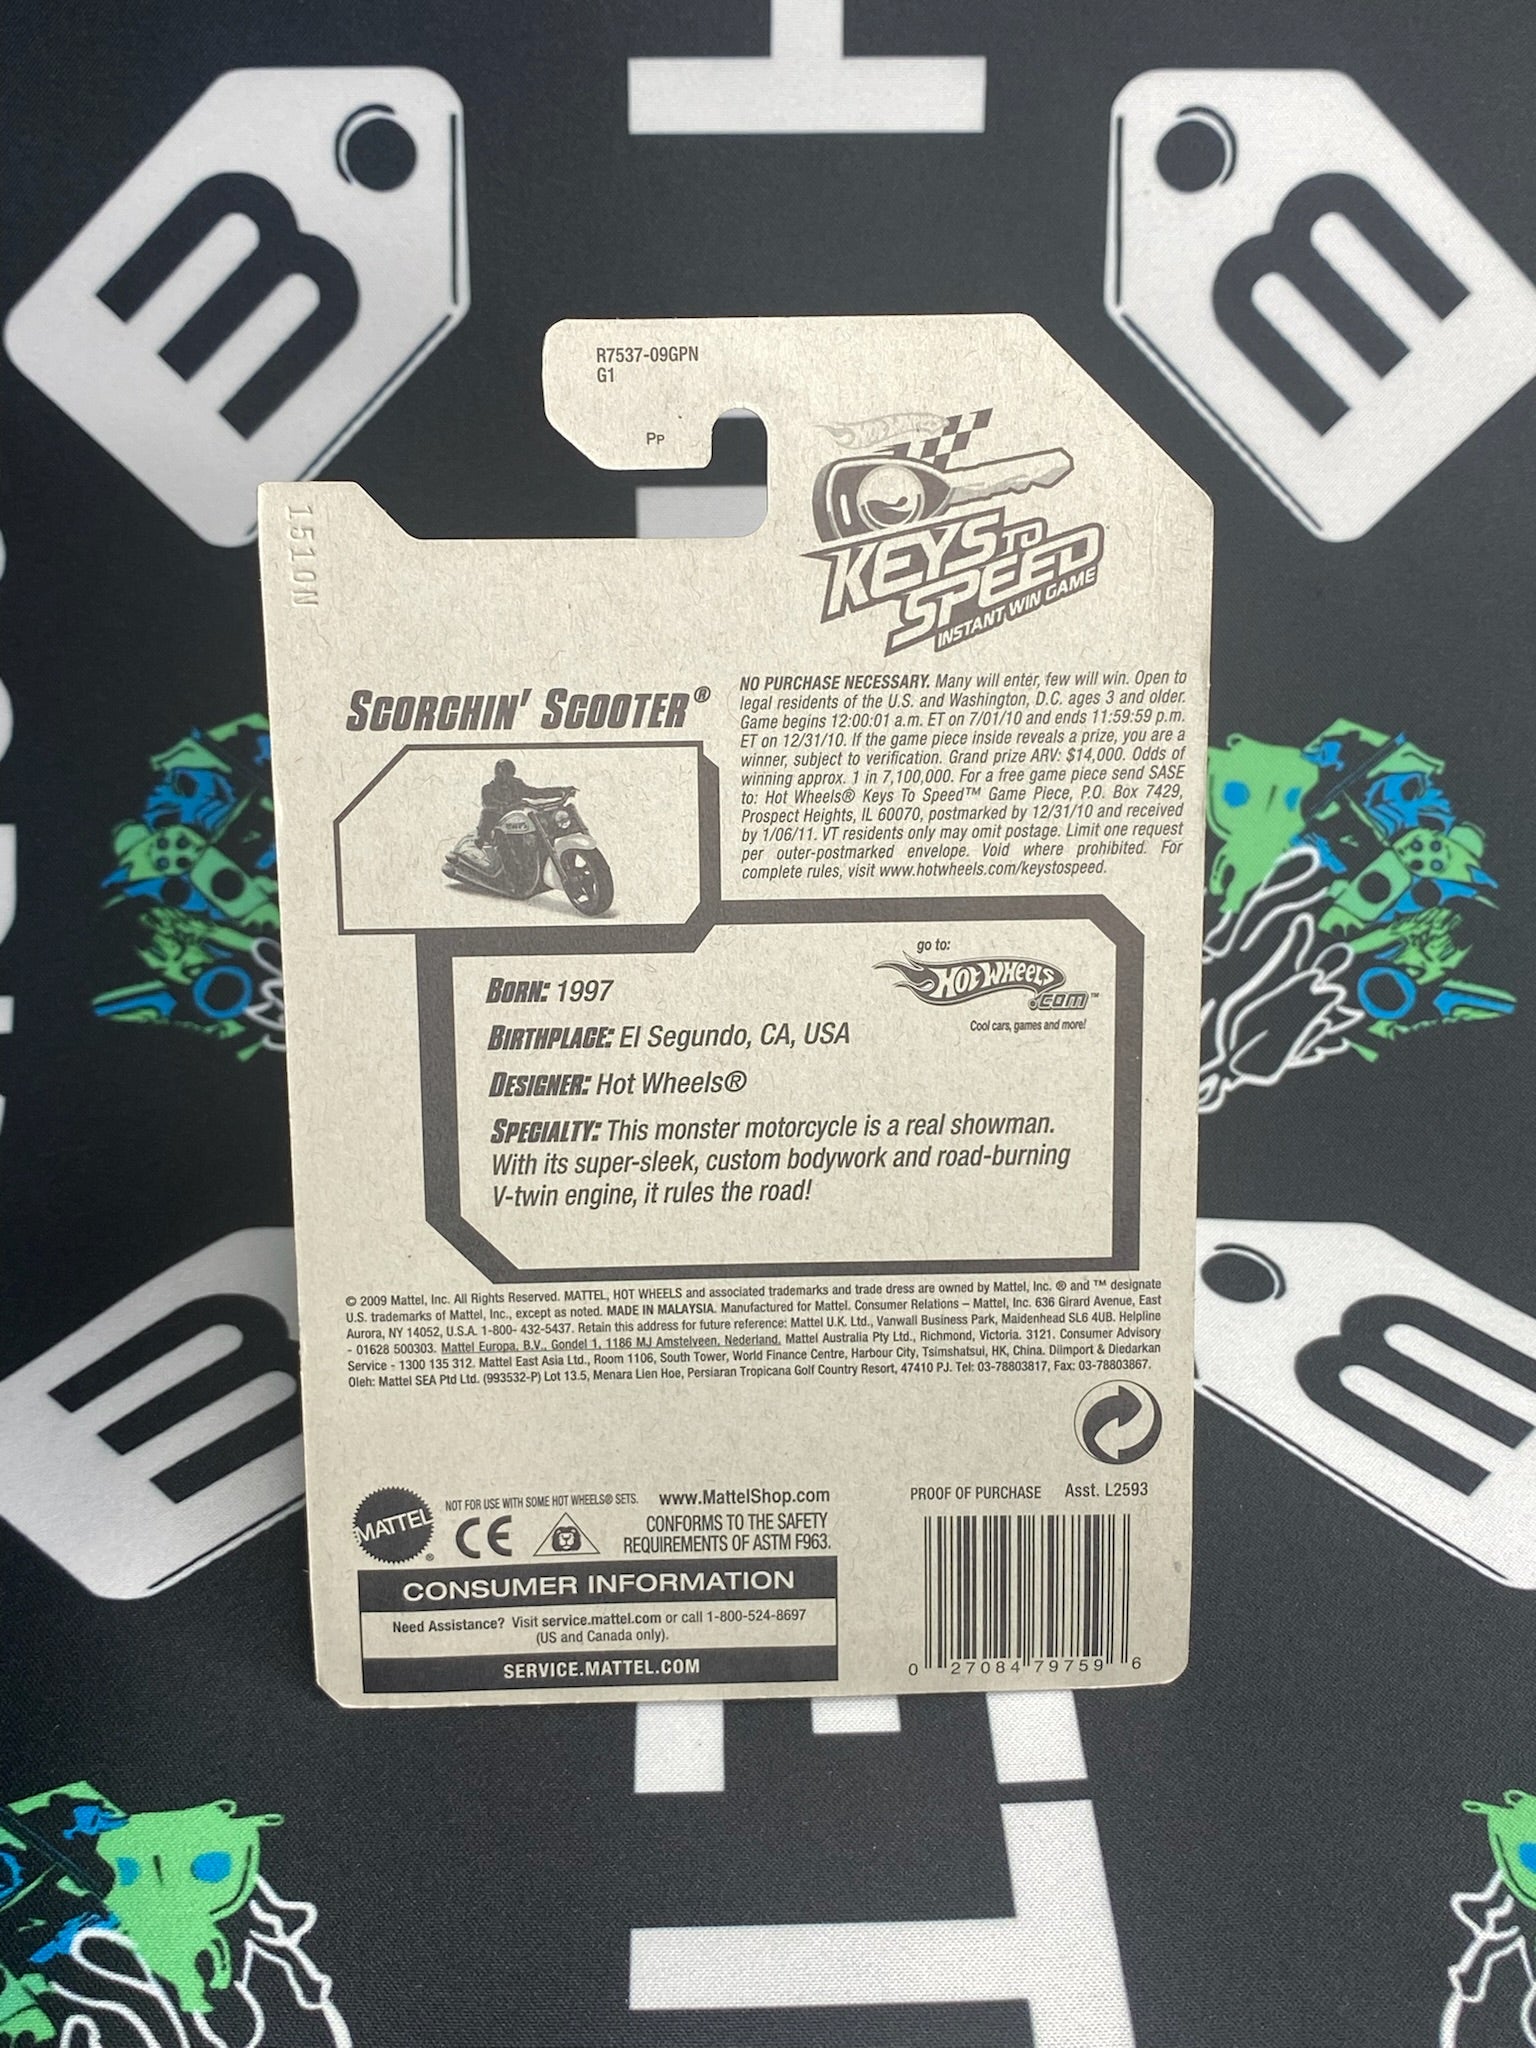 R7537-09GPN
G1
Pp
1510N
HOT WHEELS
KEYS TO
SPEED
INSTANT WIN GAME
SCORCHIN' SCOOTER®
NO PURCHASE NECESSARY. Many will enter, few will win. Open to
legal residents of the U.S. and Washington, D.C. ages 3 and older.
Game begins 12:00:01 a.m. ET on 7/01/10 and ends 11:59:59 p.m.
ET on 12/31/10. If the game piece inside reveals a prize, you are a
winner, subject to verification. Grand prize ARV: $14,000. Odds of
winning approx. 1 in 7,100,000. For a free game piece send SASE
to: Hot Wheels® Keys To Speed™ Game Piece, P.O. Box 7429,
Prospect Heights, IL 60070, postmarked by 12/31/10 and received
by 1/06/11. VT residents only may omit postage. Limit one request
per outer-postmarked envelope. Void where prohibited. For
complete rules, visit www.hotwheels.com/keystospeed.
go to:
HOT WHEELS
.COM™
Cool cars, games and more!
BORN: 1997
BIRTHPLACE: El Segundo, CA, USA
DESIGNER: Hot Wheels®
SPECIALTY: This monster motorcycle is a real showman.
With its super-sleek, custom bodywork and road-burning
V-twin engine, it rules the road!
© 2009 Mattel, Inc. All Rights Reserved. MATTEL, HOT WHEELS and associated trademarks and trade dress are owned by Mattel, Inc. ® and ™ designate
U.S. trademarks of Mattel, Inc., except as noted. MADE IN MALAYSIA. Manufactured for Mattel. Consumer Relations – Mattel, Inc. 636 Girard Avenue, East
Aurora, NY 14052, U.S.A. 1-800- 432-5437. Retain this address for future reference: Mattel U.K. Ltd., Vanwall Business Park, Maidenhead SL6 4UB. Helpline
- 01628 500303. Mattel Europa, B.V., Gondel 1, 1186 MJ Amstelveen, Nederland. Mattel Australia Pty Ltd., Richmond, Victoria. 3121. Consumer Advisory
Service - 1300 135 312. Mattel East Asia Ltd., Room 1106, South Tower, World Finance Centre, Harbour City, Tsimshatsui, HK, China. Diimport & Diedarkan
Oleh: Mattel SEA Ptd Ltd. (993532-P) Lot 13.5, Menara Lien Hoe, Persiaran Tropicana Golf Country Resort, 47410 PJ. Tel: 03-78803817, Fax: 03-78803867.
MATTEL®
NOT FOR USE WITH SOME HOT WHEELS® SETS. www.MattelShop.com
CE
CONFORMS TO THE SAFETY
REQUIREMENTS OF ASTM F963.
CONSUMER INFORMATION
Need Assistance? Visit service.mattel.com or call 1-800-524-8697
(US and Canada only).
SERVICE.MATTEL.COM
PROOF OF PURCHASE Asst. L2593
0 27084 79759 6